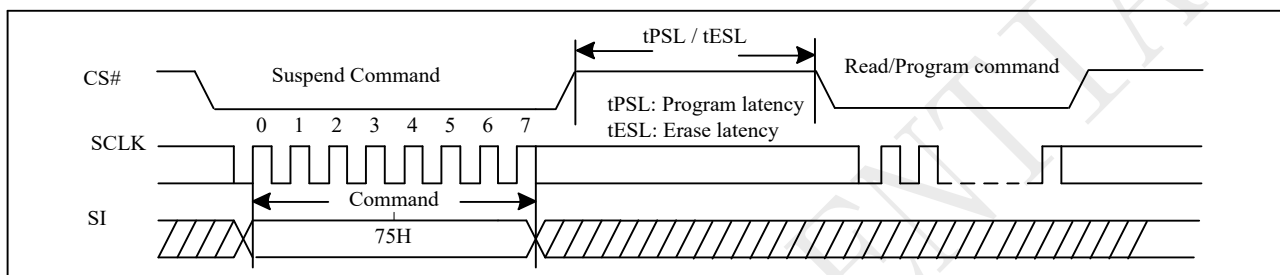 tPSL / tESL
CS#
Suspend Command
Read/Program command
tPSL: Program latency
tESL: Erase latency
0 1 2 3 4 5 6 7
SCLK
Command
SI
75H